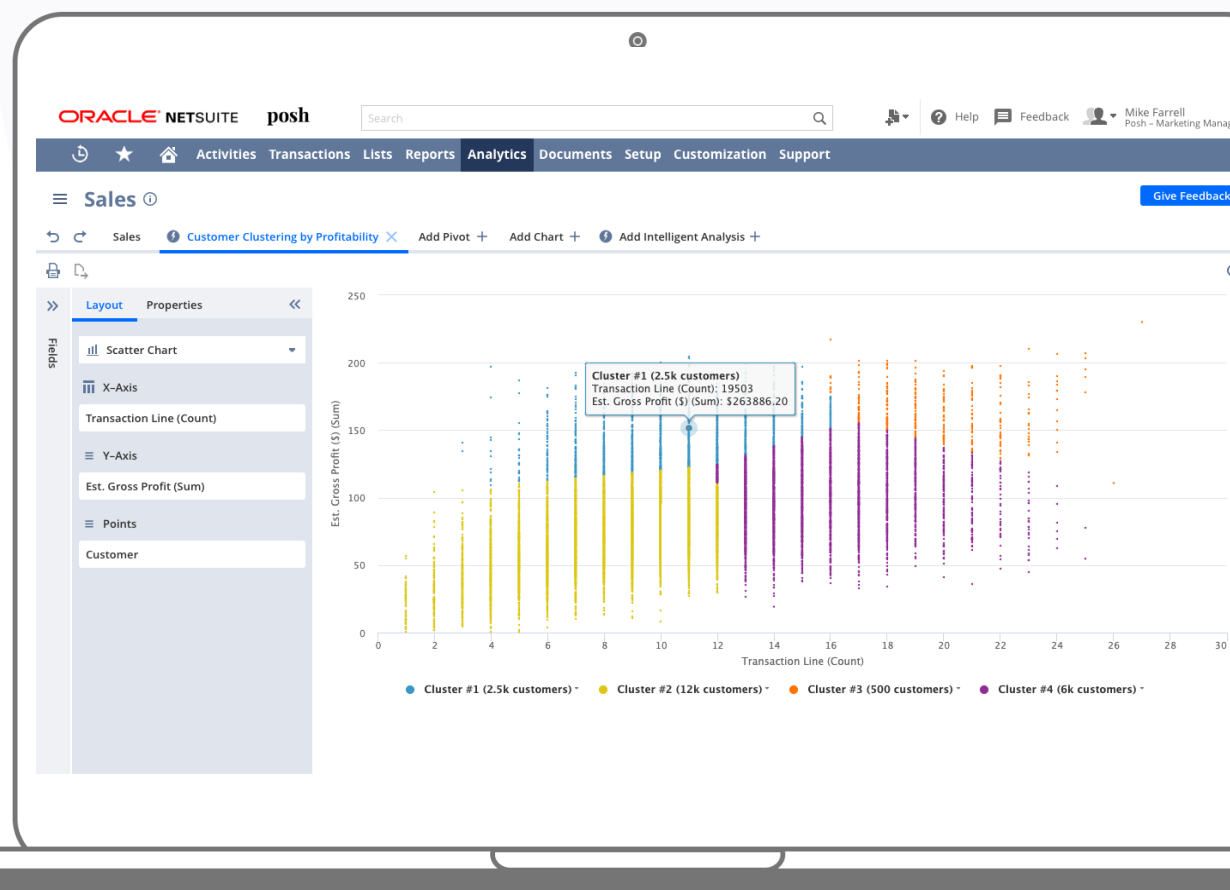 ORACLE NETSUITE posh Search Help Feedback Mike Farrell
Posh – Marketing Manag
Activities Transactions Lists Reports Analytics Documents Setup Customization Support
Sales Give Feedback
Sales Customer Clustering by Profitability Add Pivot + Add Chart + Add Intelligent Analysis +
Layout Properties
Fields
Scatter Chart
X–Axis
Transaction Line (Count)
Y–Axis
Est. Gross Profit (Sum)
Points
Customer
Est. Gross Profit ($) (Sum)
250
200
150
100
50
0
Cluster #1 (2.5k customers)
Transaction Line (Count): 19503
Est. Gross Profit ($) (Sum): $263886.20
0 2 4 6 8 10 12 14 16 18 20 22 24 26 28 30
Transaction Line (Count)
Cluster #1 (2.5k customers) Cluster #2 (12k customers) Cluster #3 (500 customers) Cluster #4 (6k customers)